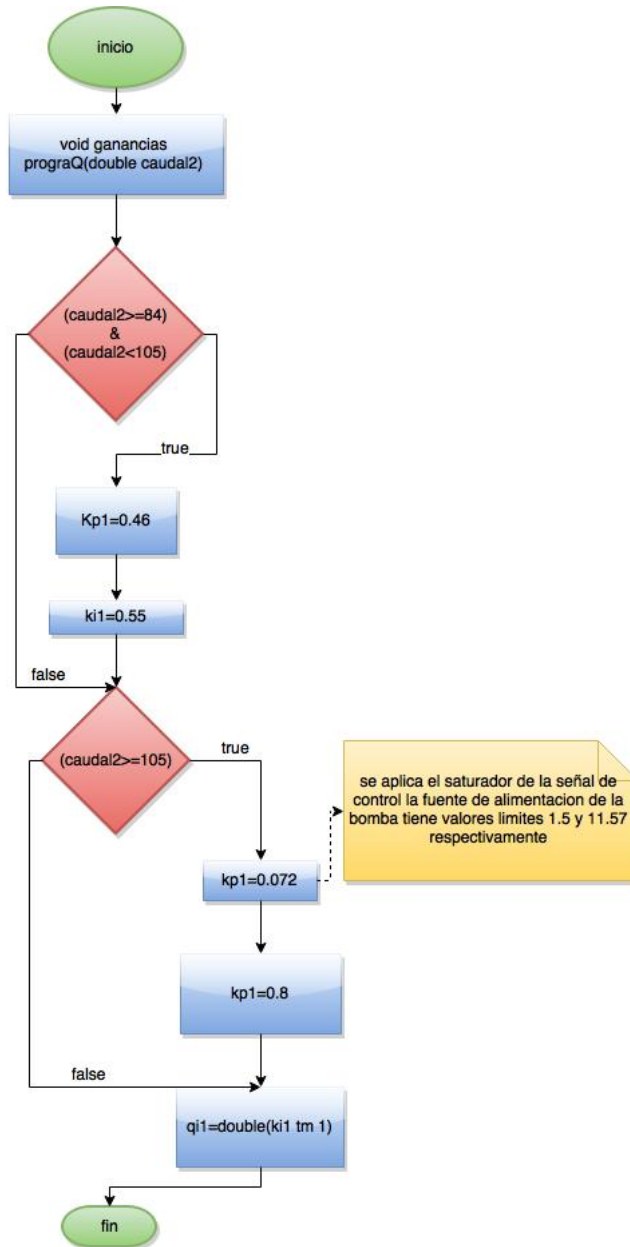 inicio
void ganancias
prograQ(double caudal2)
(caudal2>=84)
&
(caudal2<105)
true
Kp1=0.46
ki1=0.55
false
(caudal2>=105)
true
se aplica el saturador de la señal de
control la fuente de alimentacion de la
bomba tiene valores limites 1.5 y 11.57
respectivamente
kp1=0.072
kp1=0.8
false
qi1=double(ki1 tm 1)
fin